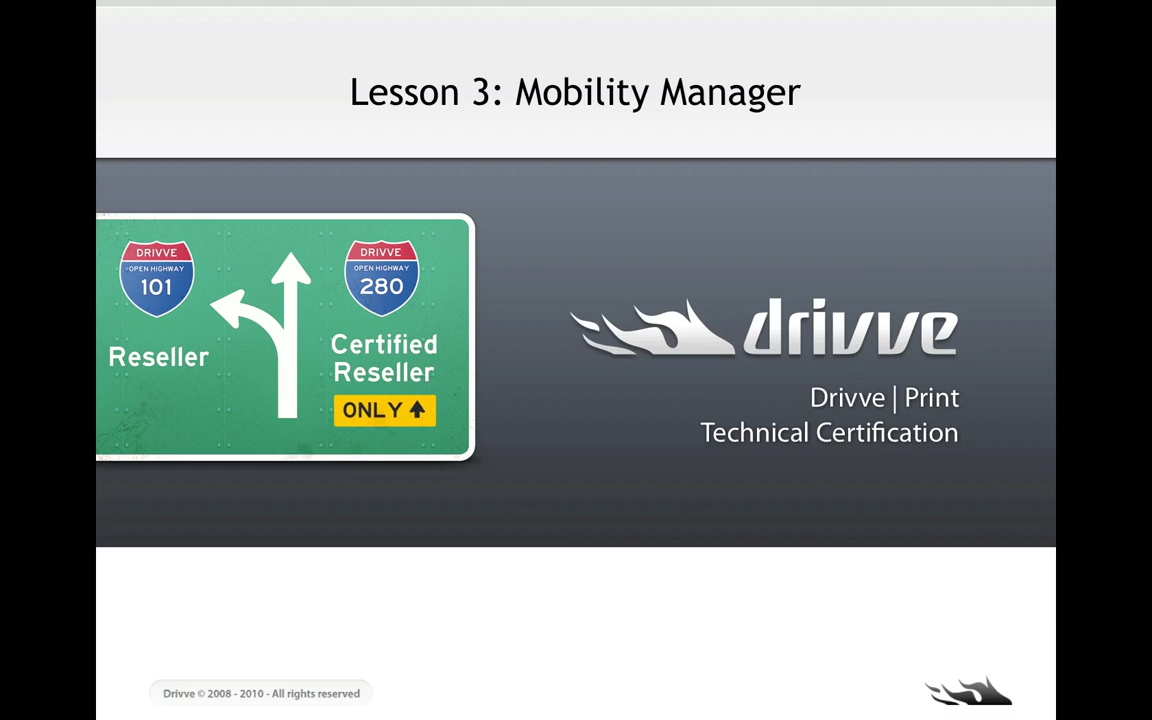 Lesson 3: Mobility Manager
DRIVVE
OPEN HIGHWAY
101
Reseller
DRIVVE
OPEN HIGHWAY
280
Certified
Reseller
ONLY
drivve
Drivve | Print
Technical Certification
Drivve © 2008 - 2010 - All rights reserved